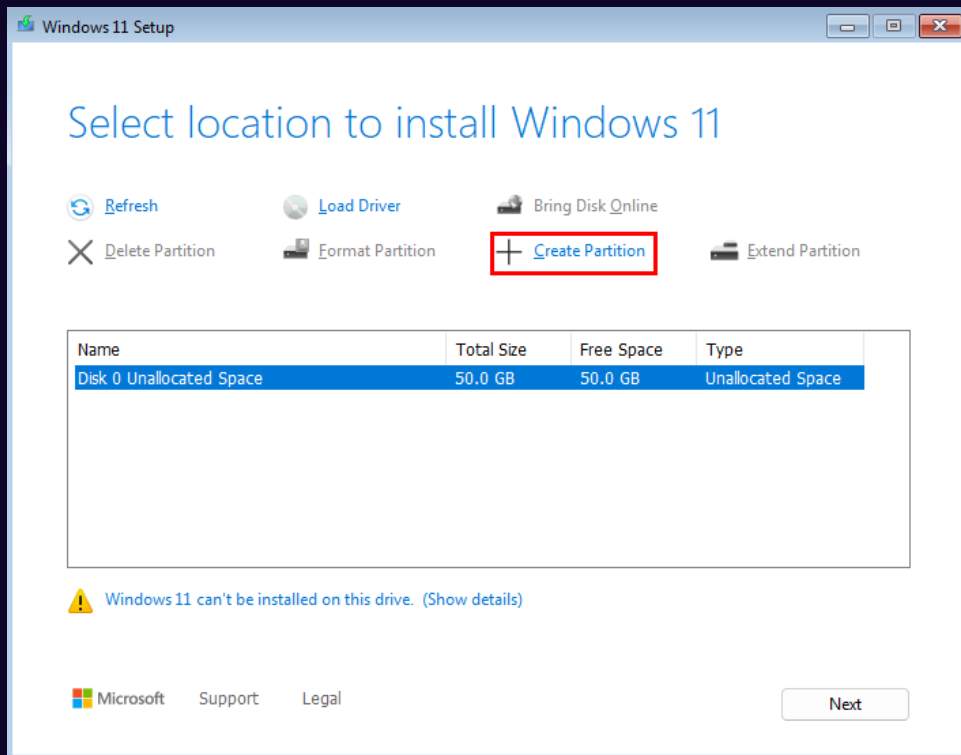 Windows 11 Setup
Select location to install Windows 11
Refresh Load Driver Bring Disk Online
Delete Partition Format Partition Create Partition Extend Partition
Name Total Size Free Space Type
Disk 0 Unallocated Space 50.0 GB 50.0 GB Unallocated Space
Windows 11 can't be installed on this drive. (Show details)
Microsoft Support Legal Next